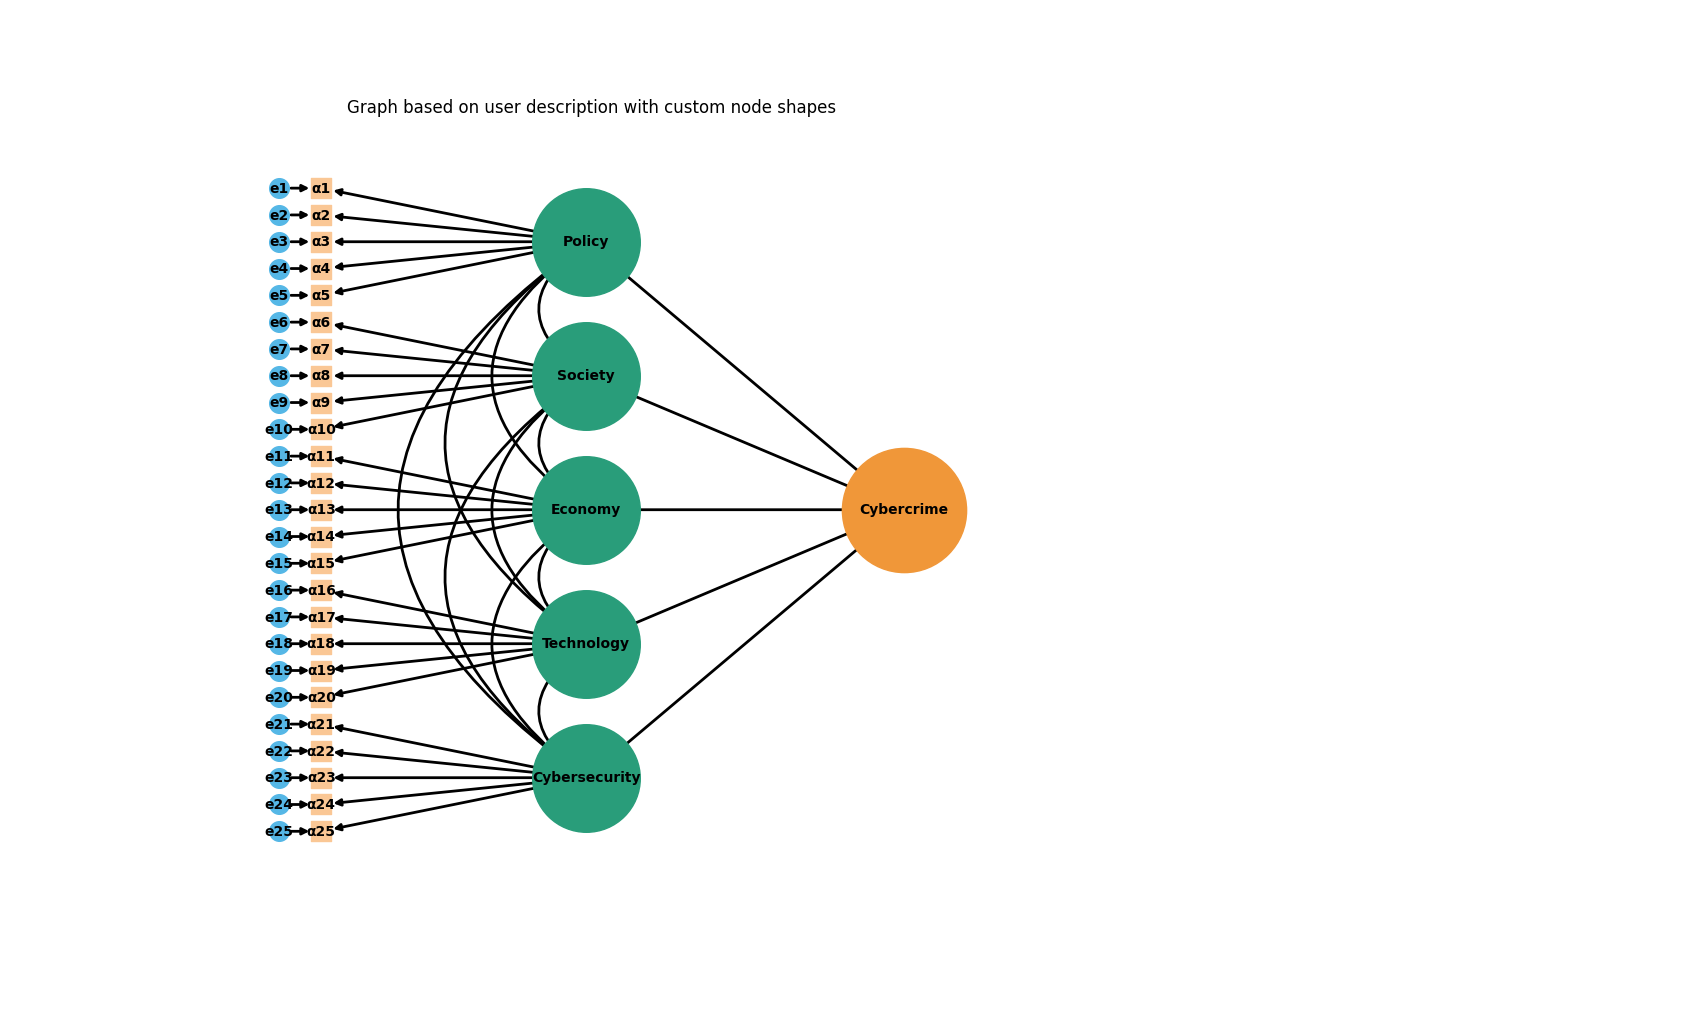 Graph based on user description with custom node shapes
e1 α1
e2 α2
e3 α3
e4 α4
e5 α5
e6 α6
e7 α7
e8 α8
e9 α9
e10 α10
e11 α11
e12 α12
e13 α13
e14 α14
e15 α15
e16 α16
e17 α17
e18 α18
e19 α19
e20 α20
e21 α21
e22 α22
e23 α23
e24 α24
e25 α25
Policy
Society
Economy
Technology
Cybersecurity
Cybercrime